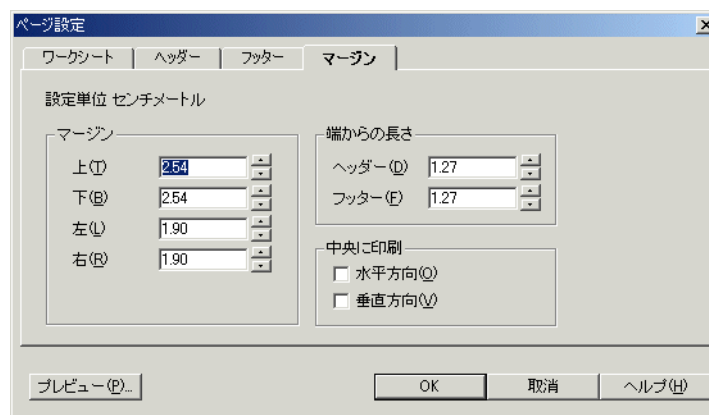 ページ設定
ワークシート ヘッダー フッター マージン
設定単位 センチメートル
マージン
上(T) 2.54
下(B) 2.54
左(L) 1.90
右(R) 1.90
端からの長さ
ヘッダー(D) 1.27
フッター(F) 1.27
中央に印刷
水平方向(O)
垂直方向(V)
プレビュー(P)... OK 取消 ヘルプ(H)